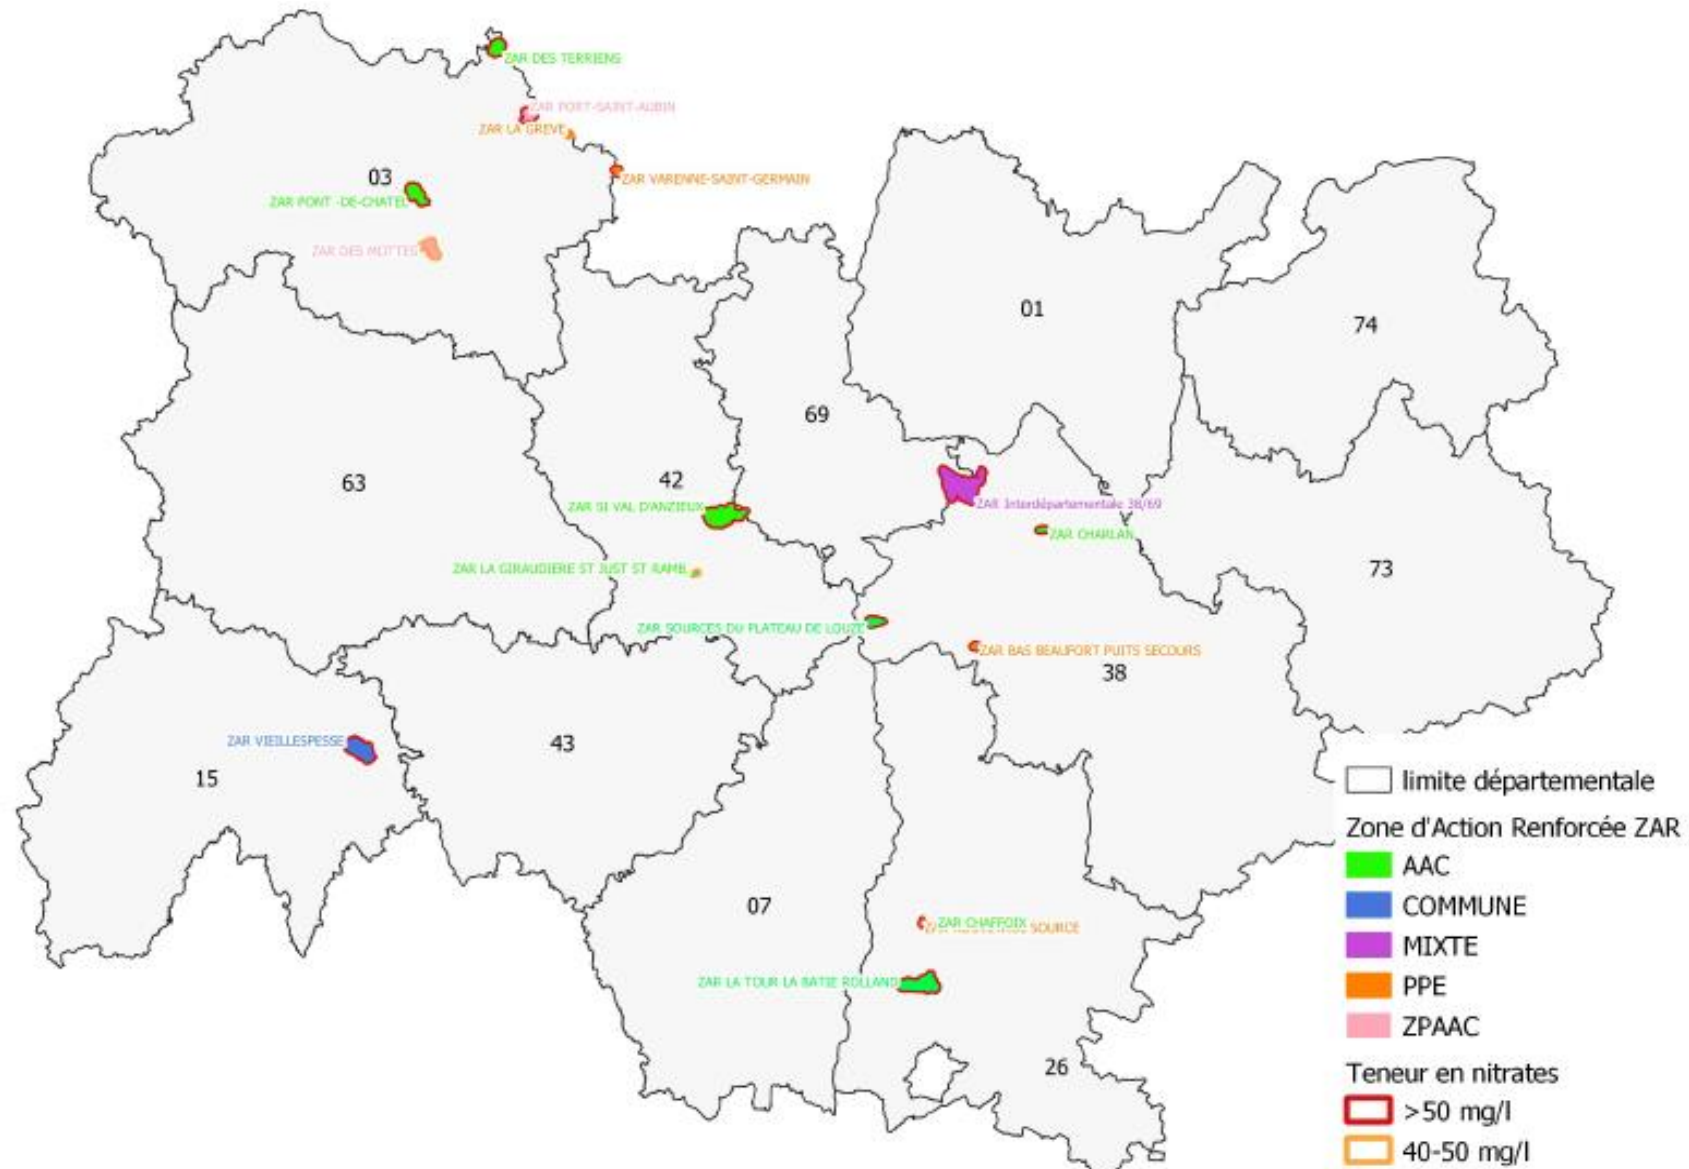 ZAR DES TERRIENS
ZAR PORT-SAINT-AUBIN
ZAR LA GREVE
03
ZAR VARENNE-SAINT-GERMAIN
ZAR PONT -DE-CHATEL
ZAR DES MOTTES
01
74
69
63
42
ZAR SI VAL D'ANZIEUX
ZAR Interdépartementale 38/69
ZAR CHARLAN
ZAR LA GIRAUDIERE ST JUST ST RAMB
73
ZAR SOURCES DU PLATEAU DE LOUZE
ZAR BAS BEAUFORT PUITS SECOURS
38
ZAR VIEILLESPESSE
43
15
07
ZAR CHAFFOIX
SOURCE
ZAR LA TOUR LA BATIE ROLLAND
26
limite départementale
Zone d'Action Renforcée ZAR
AAC
COMMUNE
MIXTE
PPE
ZPAAC
Teneur en nitrates
>50 mg/l
40-50 mg/l